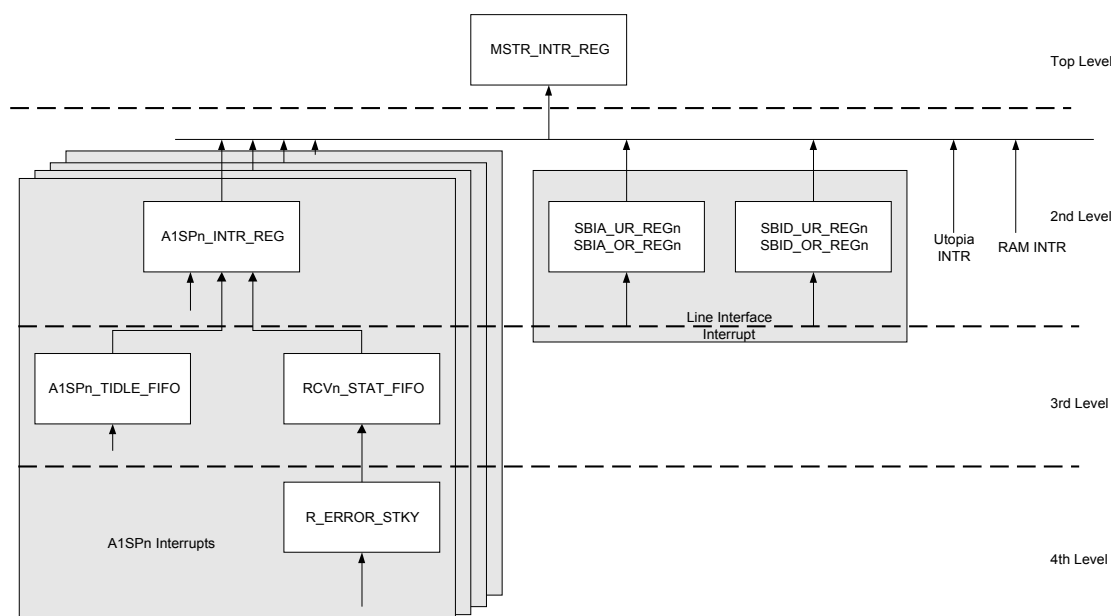 MSTR_INTR_REG
Top Level
A1SPn_INTR_REG
SBIA_UR_REGn
SBIA_OR_REGn
SBID_UR_REGn
SBID_OR_REGn
Utopia
INTR
RAM INTR
2nd Level
Line Interface
Interrupt
A1SPn_TIDLE_FIFO
RCVn_STAT_FIFO
3rd Level
R_ERROR_STKY
A1SPn Interrupts
4th Level